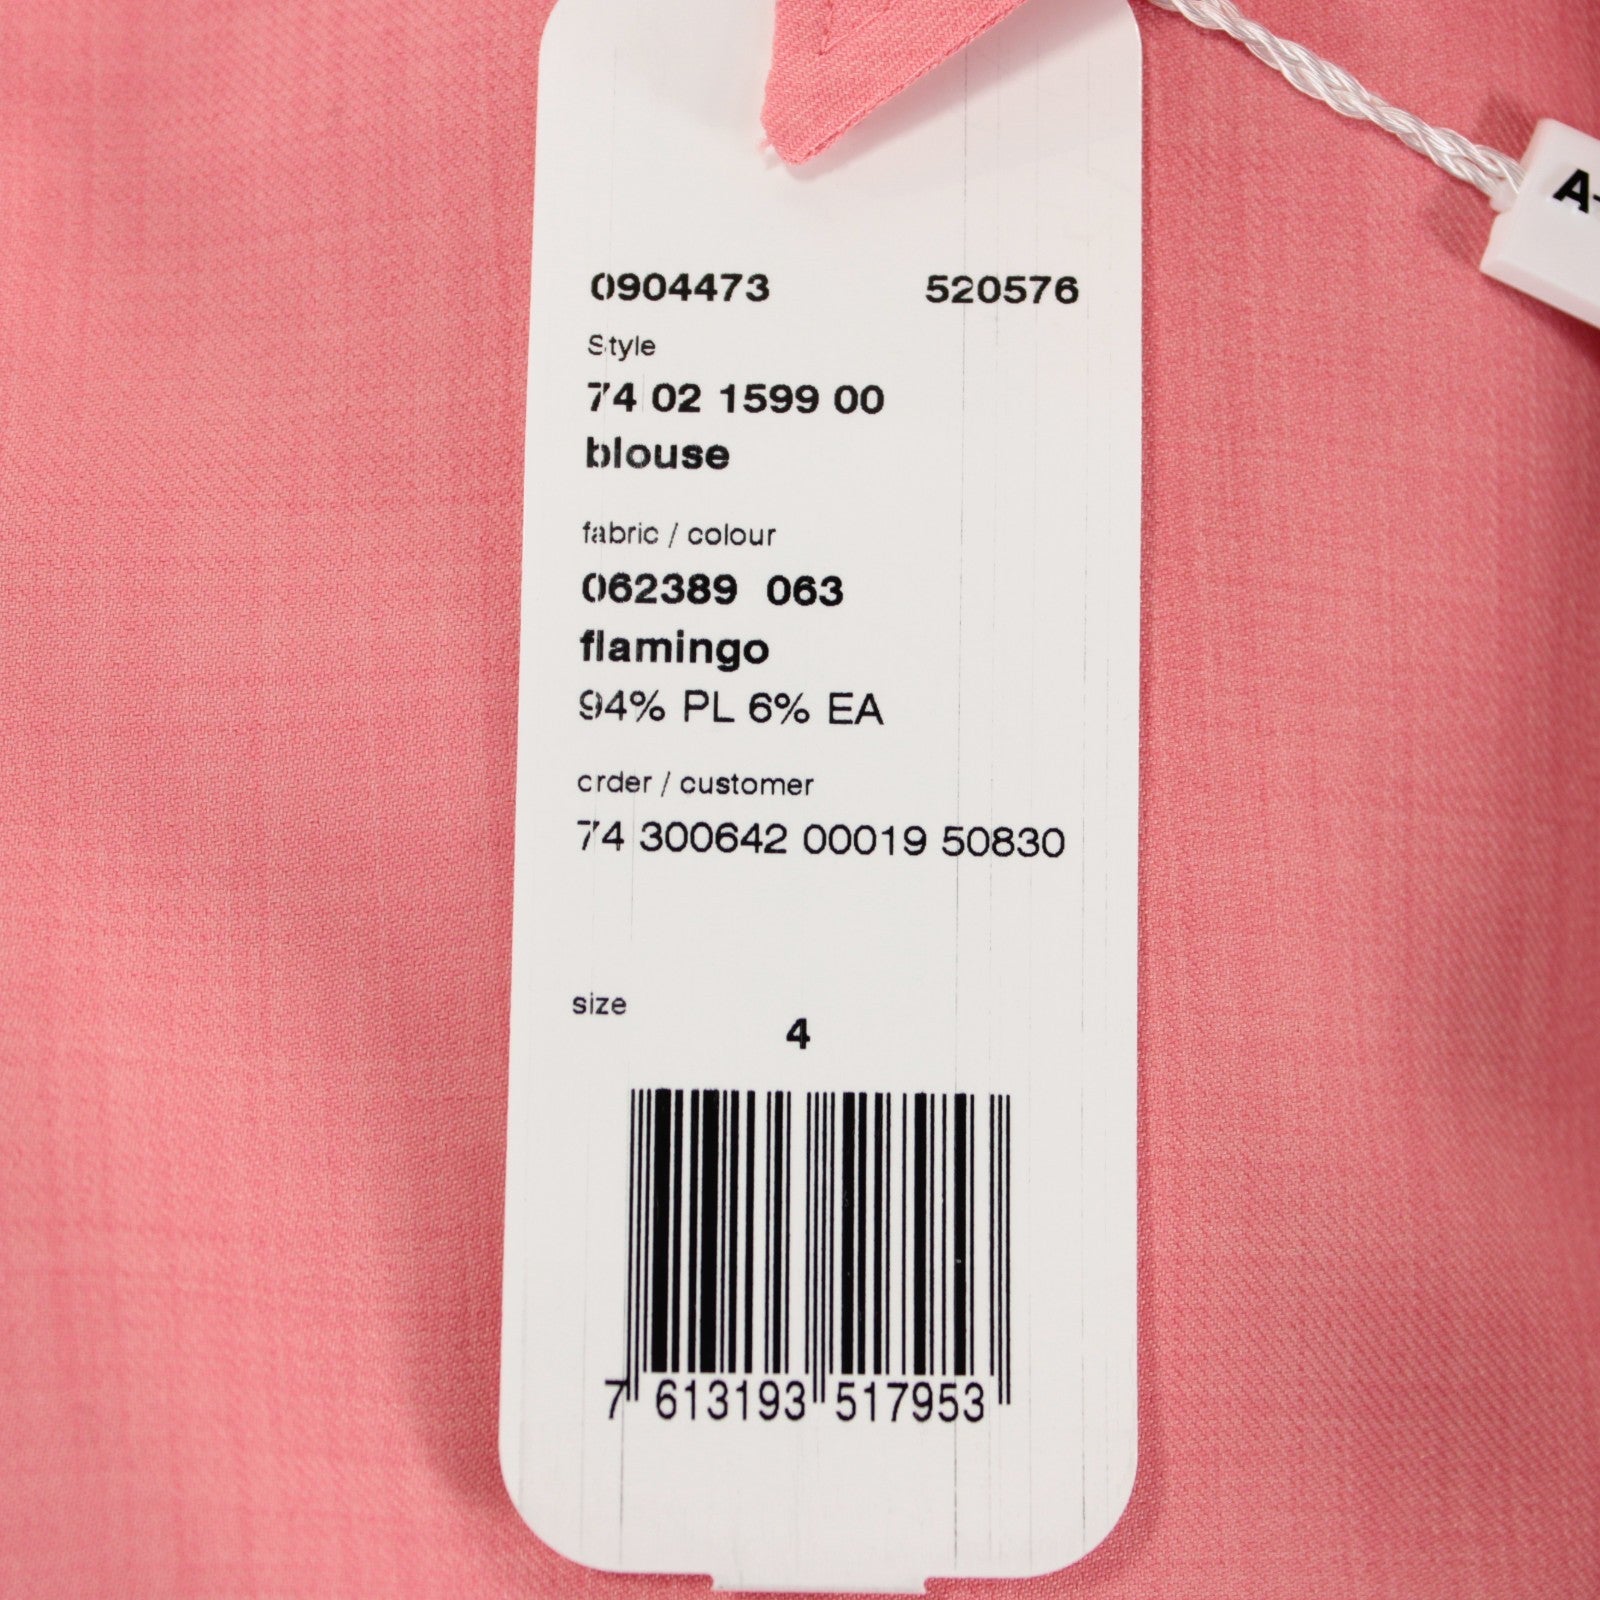 0904473 520576
Style
74 02 1599 00
blouse
fabric / colour
062389 063
flamingo
94% PL 6% EA
order / customer
74 300642 00019 50830
size
4
7 613193 517953
A-